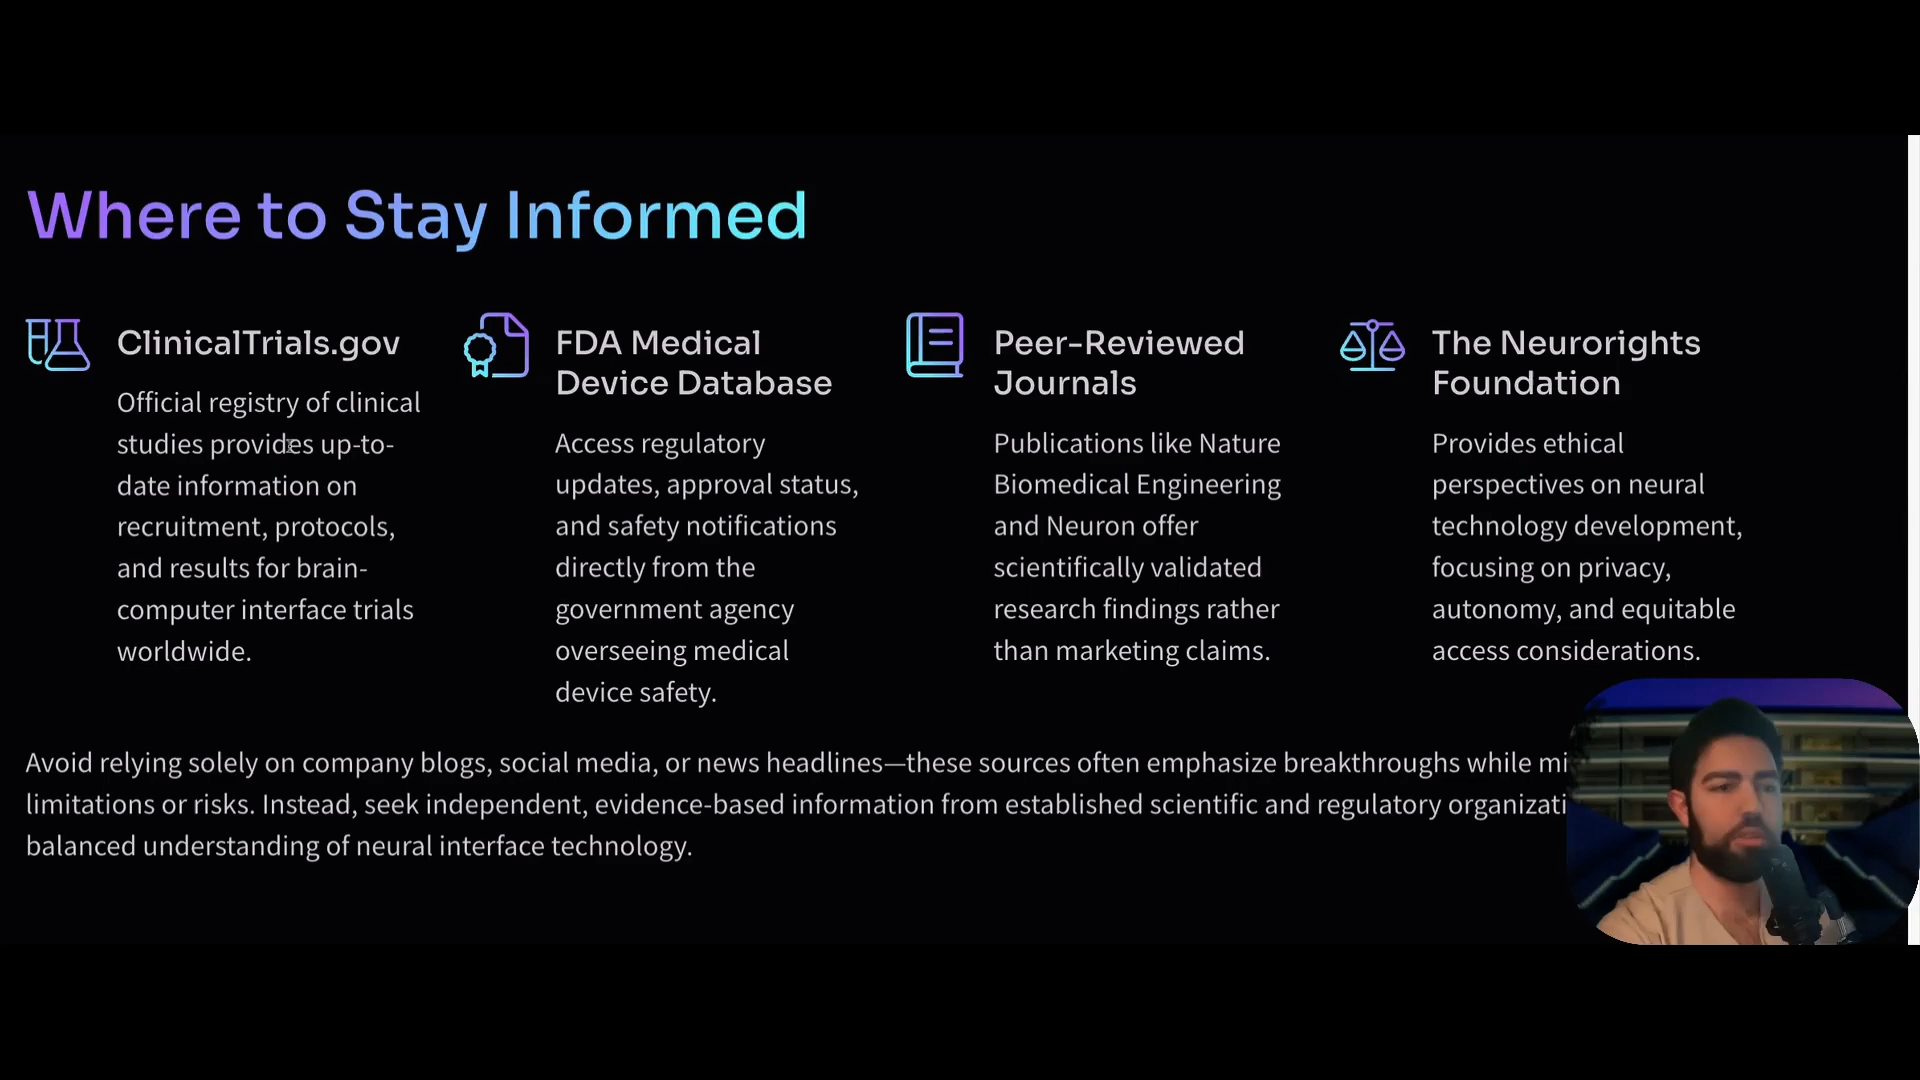 Where to Stay Informed
ClinicalTrials.gov
Official registry of clinical
studies provides up-to-
date information on
recruitment, protocols,
and results for brain-
computer interface trials
worldwide.
FDA Medical
Device Database
Access regulatory
updates, approval status,
and safety notifications
directly from the
government agency
overseeing medical
device safety.
Peer-Reviewed
Journals
Publications like Nature
Biomedical Engineering
and Neuron offer
scientifically validated
research findings rather
than marketing claims.
The Neurorights
Foundation
Provides ethical
perspectives on neural
technology development,
focusing on privacy,
autonomy, and equitable
access considerations.
Avoid relying solely on company blogs, social media, or news headlines—these sources often emphasize breakthroughs while
limitations or risks. Instead, seek independent, evidence-based information from established scientific and regulatory
balanced understanding of neural interface technology.